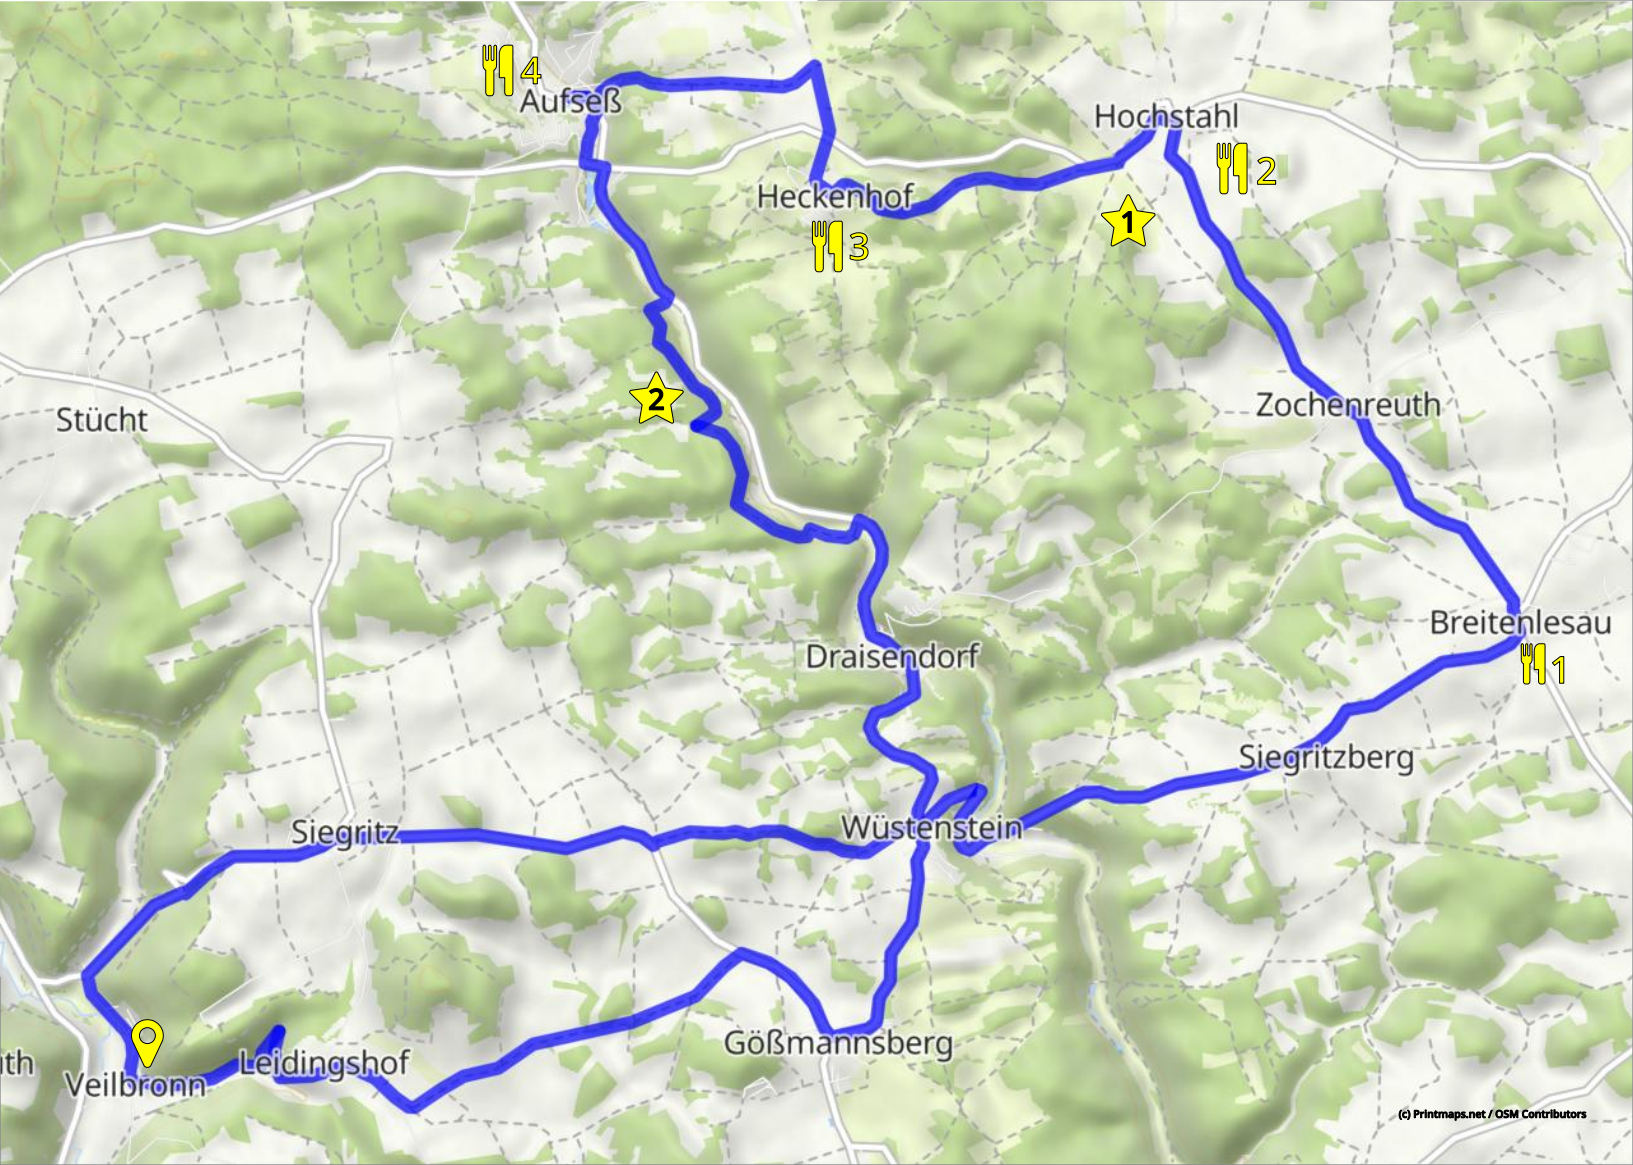 4
Aufseß
Hochstahl
2
Heckenhof
1
3
2
Zochenreuth
Stücht
Breitenlesau
1
Draisendorf
Siegritzberg
Siegritz
Wüstenstein
Gößmannsberg
Leidingshof
Veilbronn
(c) Printmaps.net / OSM Contributors